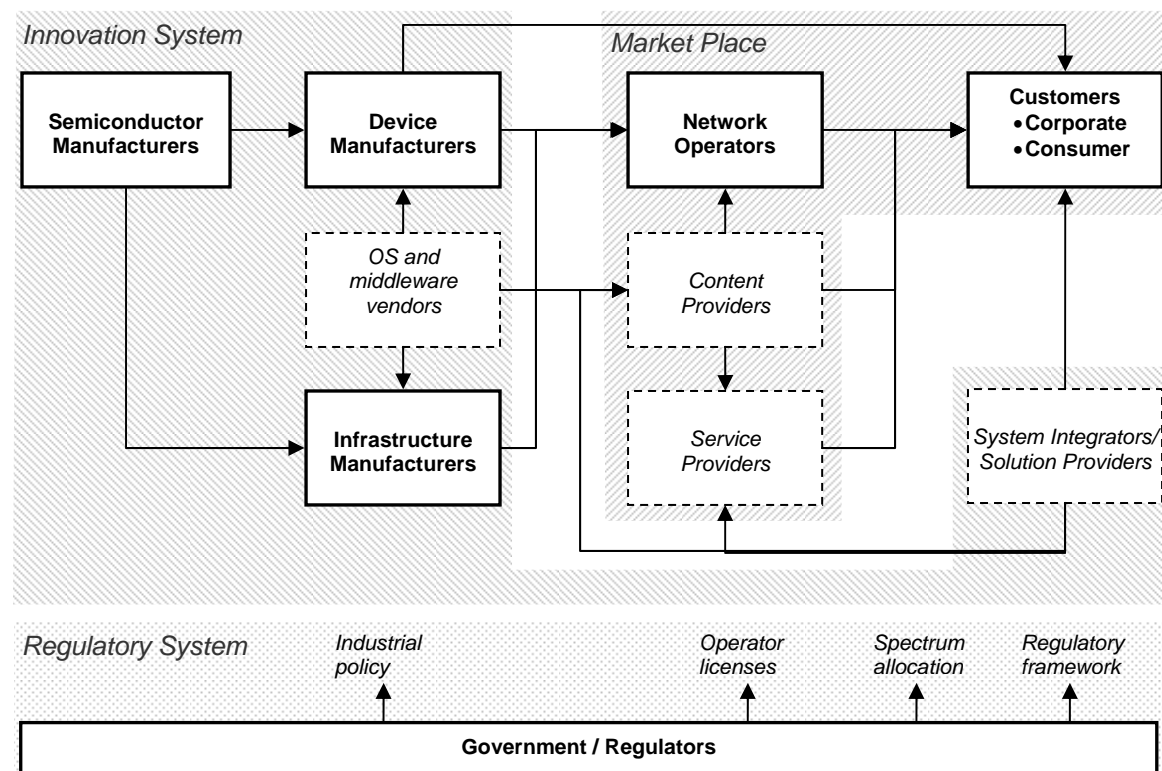 Innovation System
Market Place
Semiconductor
Manufacturers
Device
Manufacturers
Network
Operators
Customers
•Corporate
•Consumer
OS and
middleware
vendors
Content
Providers
Infrastructure
Manufacturers
Service
Providers
System Integrators/
Solution Providers
Regulatory System
Industrial
policy
Operator
licenses
Spectrum
allocation
Regulatory
framework
Government / Regulators